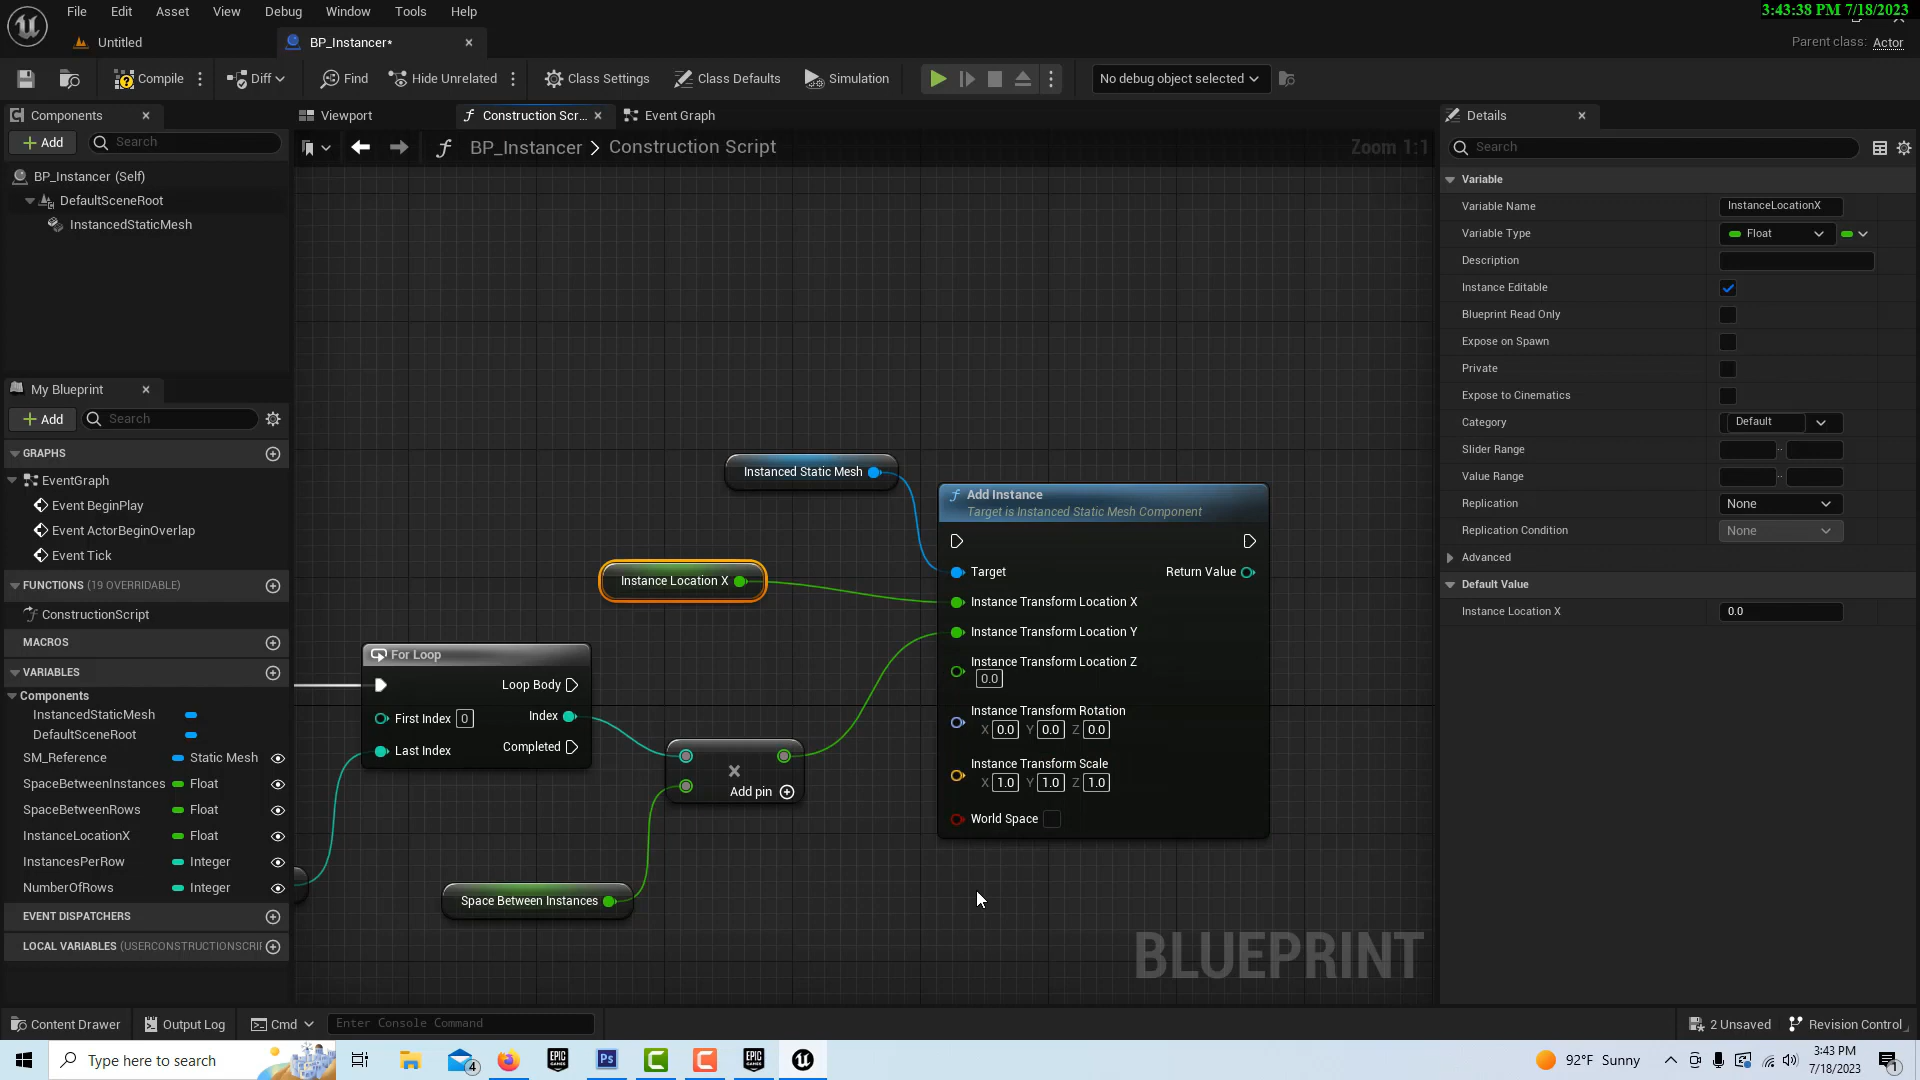 3:43:38 PM 7/18/2023
File Edit Asset View Debug Window Tools Help
Untitled
BP_Instancer*
Parent class: Actor
Compile
Diff
Find
Hide Unrelated
Class Settings
Class Defaults
Simulation
No debug object selected
Components
Add
Search
BP_Instancer (Self)
DefaultSceneRoot
InstancedStaticMesh
My Blueprint
Add
Search
GRAPHS
EventGraph
Event BeginPlay
Event ActorBeginOverlap
Event Tick
FUNCTIONS (19 OVERRIDABLE)
ConstructionScript
MACROS
VARIABLES
Components
InstancedStaticMesh
DefaultSceneRoot
SM_Reference Static Mesh
SpaceBetweenInstances Float
SpaceBetweenRows Float
InstanceLocationX Float
InstancesPerRow Integer
NumberOfRows Integer
EVENT DISPATCHERS
LOCAL VARIABLES (USERCONSTRUCTIONSCRI
Viewport
Construction Scr...
Event Graph
BP_Instancer > Construction Script
Zoom 1:1
Instanced Static Mesh
Instance Location X
For Loop
Loop Body
First Index 0
Index
Last Index
Completed
Add pin
Space Between Instances
Add Instance
Target is Instanced Static Mesh Component
Target
Return Value
Instance Transform Location X
Instance Transform Location Y
Instance Transform Location Z
0.0
Instance Transform Rotation
X 0.0 Y 0.0 Z 0.0
Instance Transform Scale
X 1.0 Y 1.0 Z 1.0
World Space
BLUEPRINT
Details
Search
Variable
Variable Name InstanceLocationX
Variable Type Float
Description
Instance Editable
Blueprint Read Only
Expose on Spawn
Private
Expose to Cinematics
Category Default
Slider Range
Value Range
Replication None
Replication Condition None
Advanced
Default Value
Instance Location X 0.0
Content Drawer
Output Log
Cmd
Enter Console Command
2 Unsaved
Revision Control
Type here to search
4
EPIC GAMES
Ps
EPIC GAMES
92°F Sunny
3:43 PM
7/18/2023
1